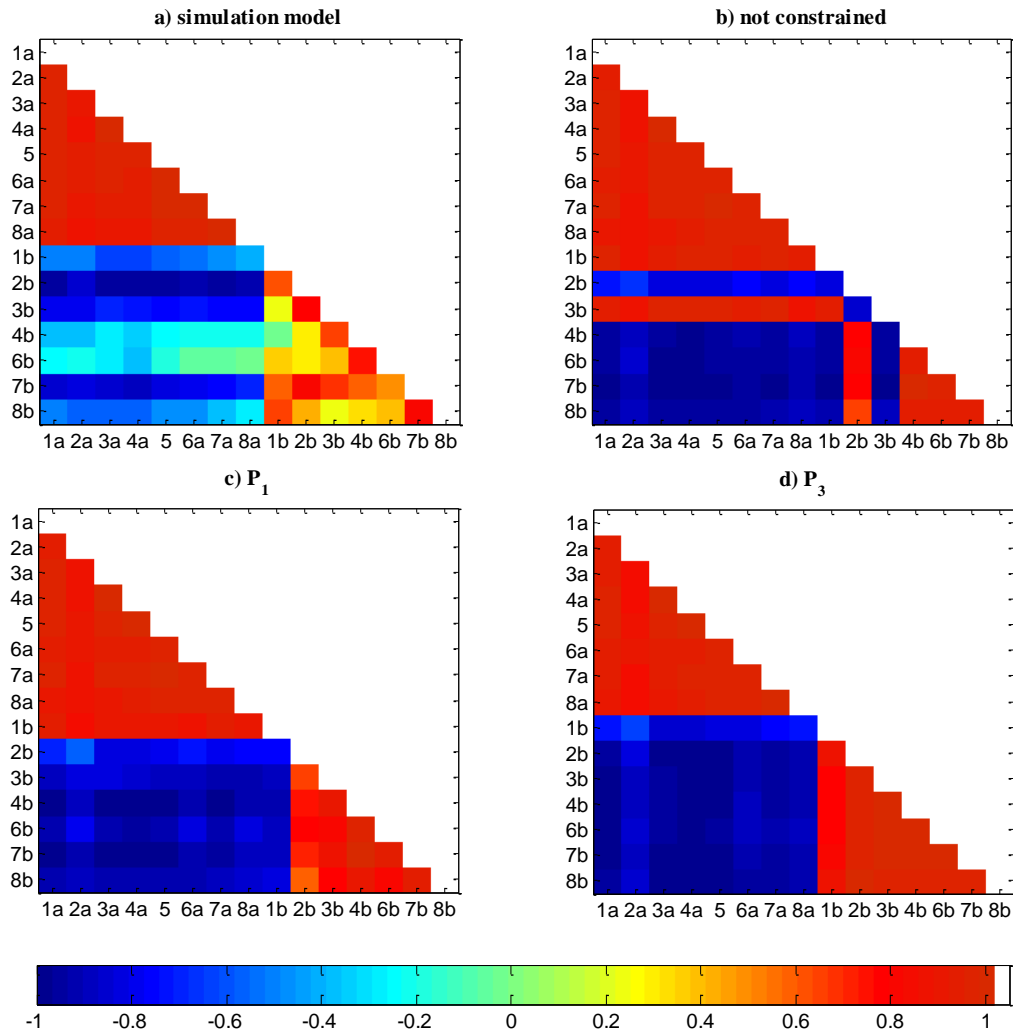 a) simulation model
1a
2a
3a
4a
5
6a
7a
8a
1b
2b
3b
4b
6b
7b
8b
1a 2a 3a 4a 5 6a 7a 8a 1b 2b 3b 4b 6b 7b 8b
b) not constrained
1a
2a
3a
4a
5
6a
7a
8a
1b
2b
3b
4b
6b
7b
8b
1a 2a 3a 4a 5 6a 7a 8a 1b 2b 3b 4b 6b 7b 8b
c) P1
1a
2a
3a
4a
5
6a
7a
8a
1b
2b
3b
4b
6b
7b
8b
1a 2a 3a 4a 5 6a 7a 8a 1b 2b 3b 4b 6b 7b 8b
d) P3
1a
2a
3a
4a
5
6a
7a
8a
1b
2b
3b
4b
6b
7b
8b
1a 2a 3a 4a 5 6a 7a 8a 1b 2b 3b 4b 6b 7b 8b
-1 -0.8 -0.6 -0.4 -0.2 0 0.2 0.4 0.6 0.8 1